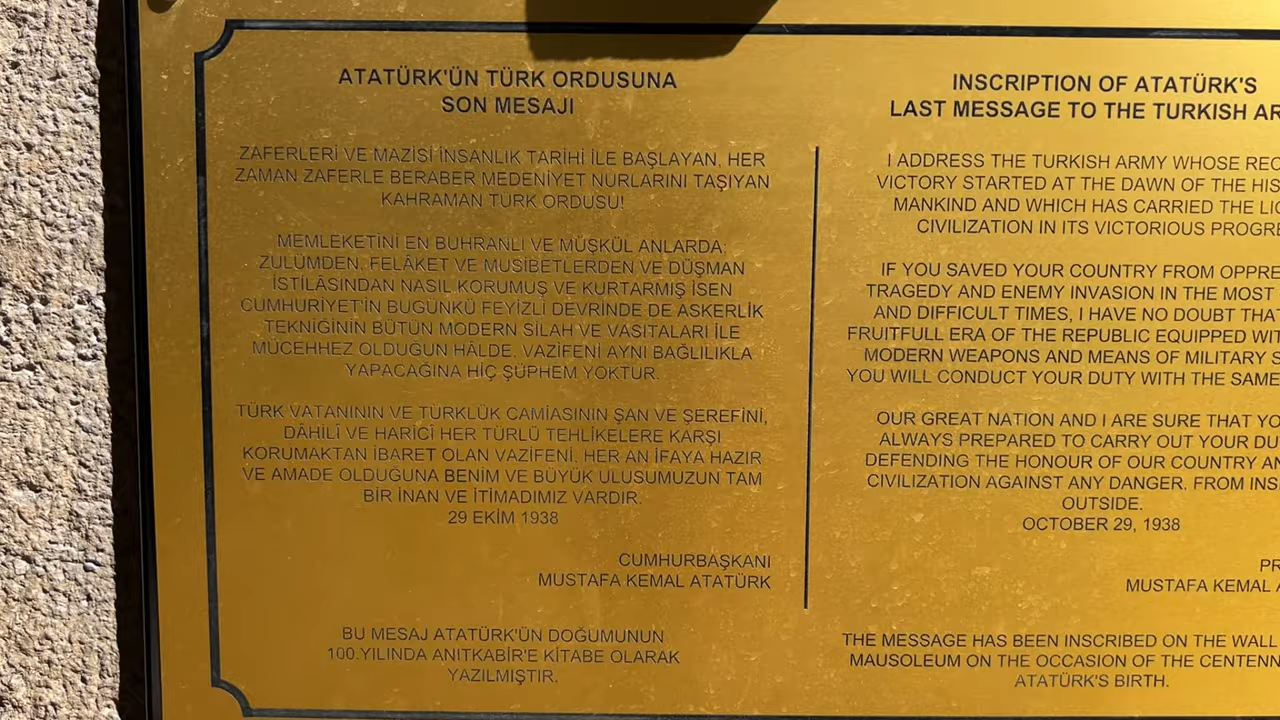 ATATÜRK'ÜN TÜRK ORDUSUNA
SON MESAJI
ZAFERLERİ VE MAZİSİ İNSANLIK TARİHİ İLE BAŞLAYAN, HER
ZAMAN ZAFERLE BERABER MEDENİYET NURLARINI TAŞIYAN
KAHRAMAN TÜRK ORDUSU!
MEMLEKETİNİ EN BUHRANLI VE MÜŞKÜL ANLARDA;
ZULÜMDEN, FELÂKET VE MUSİBETLERDEN VE DÜŞMAN
İSTİLÂSINDAN NASIL KORUMUŞ VE KURTARMIŞ İSEN
CUMHURİYET'İN BUGÜNKÜ FEYİZLİ DEVRİNDE DE ASKERLİK
TEKNİĞİNİN BÜTÜN MODERN SİLAH VE VASITALARI İLE
MÜCEHHEZ OLDUĞUN HÂLDE, VAZİFENİ AYNI BAĞLILIKLA
YAPACAĞINA HİÇ ŞÜPHEM YOKTUR.
TÜRK VATANININ VE TÜRKLÜK CAMİASININ ŞAN VE ŞEREFİNİ,
DÂHİLÎ VE HARİCÎ HER TÜRLÜ TEHLİKELERE KARŞI
KORUMAKTAN İBARET OLAN VAZİFENİ, HER AN İFAYA HAZIR
VE AMADE OLDUĞUNA BENİM VE BÜYÜK ULUSUMUZUN TAM
BİR İNAN VE İTİMADIMIZ VARDIR.
29 EKİM 1938
CUMHURBAŞKANI
MUSTAFA KEMAL ATATÜRK
BU MESAJ ATATÜRK'ÜN DOĞUMUNUN
100.YILINDA ANITKABİR'E KİTABE OLARAK
YAZILMIŞTIR.
INSCRIPTION OF ATATÜRK'S
LAST MESSAGE TO THE TURKISH
I ADDRESS THE TURKISH ARMY WHOSE
VICTORY STARTED AT THE DAWN OF THE
MANKIND AND WHICH HAS CARRIED THE
CIVILIZATION IN ITS VICTORIOUS
IF YOU SAVED YOUR COUNTRY FROM
TRAGEDY AND ENEMY INVASION IN THE MOST
AND DIFFICULT TIMES, I HAVE NO DOUBT THAT
FRUITFULL ERA OF THE REPUBLIC EQUIPPED
MODERN WEAPONS AND MEANS OF MILITARY
YOU WILL CONDUCT YOUR DUTY WITH THE SAME
OUR GREAT NATION AND I ARE SURE THAT
ALWAYS PREPARED TO CARRY OUT YOUR
DEFENDING THE HONOUR OF OUR COUNTRY
CIVILIZATION AGAINST ANY DANGER, FROM
OUTSIDE.
OCTOBER 29, 1938
MUSTAFA KEMAL
THE MESSAGE HAS BEEN INSCRIBED ON THE WALL
MAUSOLEUM ON THE OCCASION OF THE
ATATÜRK'S BIRTH.